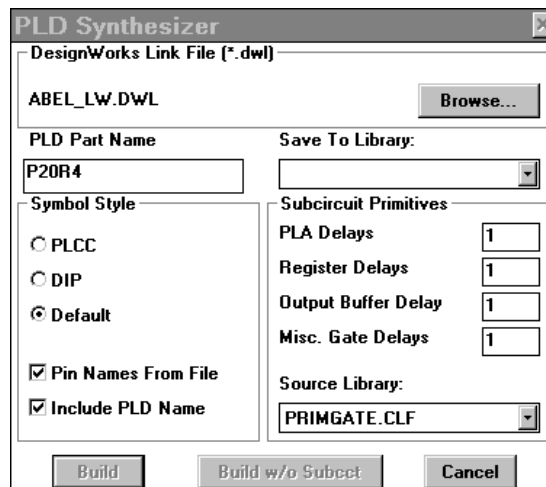 PLD Synthesizer
DesignWorks Link File (*.dwl)
ABEL_LW.DWL
Browse...
PLD Part Name
Save To Library:
P20R4
Symbol Style
PLCC
DIP
Default
Pin Names From File
Include PLD Name
Subcircuit Primitives
PLA Delays 1
Register Delays 1
Output Buffer Delay 1
Misc. Gate Delays 1
Source Library:
PRIMGATE.CLF
Build
Build w/o Subcct
Cancel